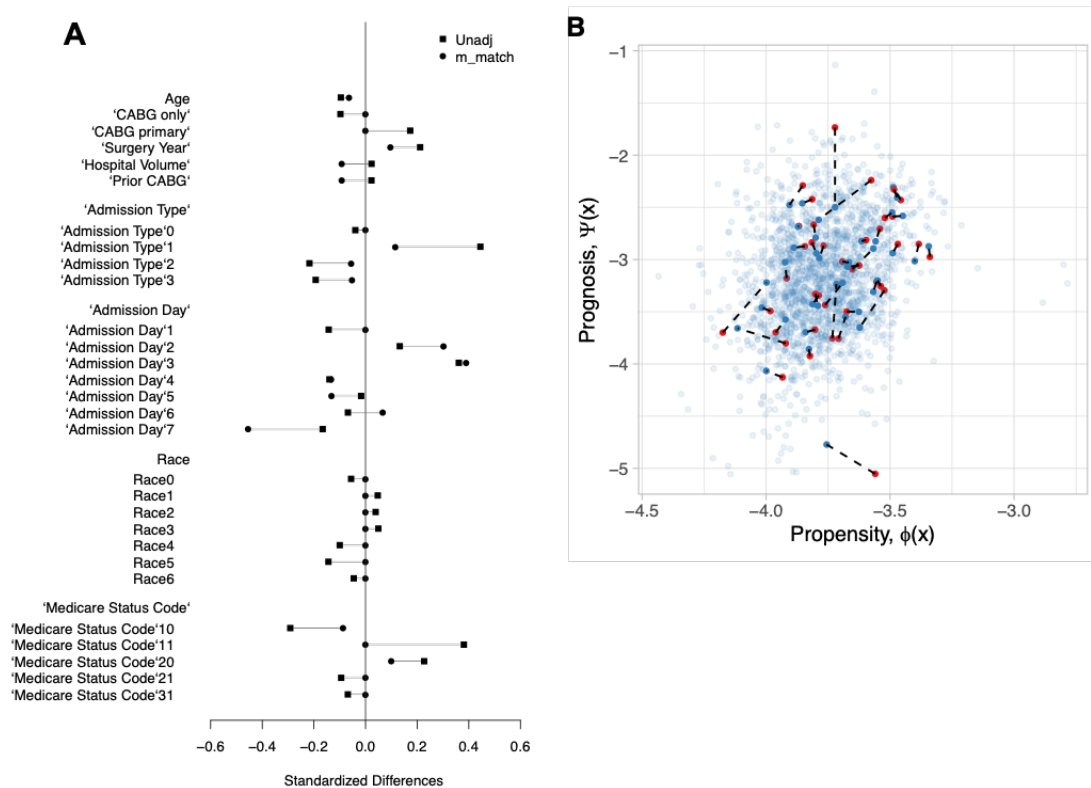 A
Unadj
m_match
Age
‘CABG only‘
‘CABG primary‘
‘Surgery Year‘
‘Hospital Volume‘
‘Prior CABG‘
‘Admission Type‘
‘Admission Type‘0
‘Admission Type‘1
‘Admission Type‘2
‘Admission Type‘3
‘Admission Day‘
‘Admission Day‘1
‘Admission Day‘2
‘Admission Day‘3
‘Admission Day‘4
‘Admission Day‘5
‘Admission Day‘6
‘Admission Day‘7
Race
Race0
Race1
Race2
Race3
Race4
Race5
Race6
‘Medicare Status Code‘
‘Medicare Status Code‘10
‘Medicare Status Code‘11
‘Medicare Status Code‘20
‘Medicare Status Code‘21
‘Medicare Status Code‘31
−0.6 −0.4 −0.2 0.0 0.2 0.4 0.6
Standardized Differences
B
−1
−2
−3
−4
−5
Prognosis, Ψ(x)
−4.5 −4.0 −3.5 −3.0
Propensity, ϕ(x)